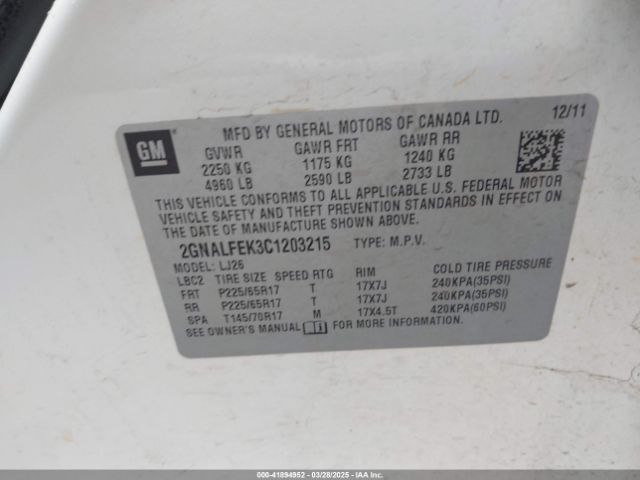 GM
MFD BY GENERAL MOTORS OF CANADA LTD. 12/11
GVWR GAWR FRT GAWR RR
2250 KG 1175 KG 1240 KG
4960 LB 2590 LB 2733 LB
THIS VEHICLE CONFORMS TO ALL APPLICABLE U.S. FEDERAL MOTOR
VEHICLE SAFETY AND THEFT PREVENTION STANDARDS IN EFFECT ON
THE DATE OF MANUFACTURE SHOWN ABOVE.
2GNALFEK3C1203215 TYPE: M.P.V.
MODEL: LJ26
LBC2 TIRE SIZE SPEED RTG RIM COLD TIRE PRESSURE
FRT P225/65R17 T 17X7J 240KPA(35PSI)
RR P225/65R17 T 17X7J 240KPA(35PSI)
SPA T145/70R17 M 17X4.5T 420KPA(60PSI)
SEE OWNER'S MANUAL FOR MORE INFORMATION.
000-41894952 | 03/28/2025 - Copyright © IAA, LLC